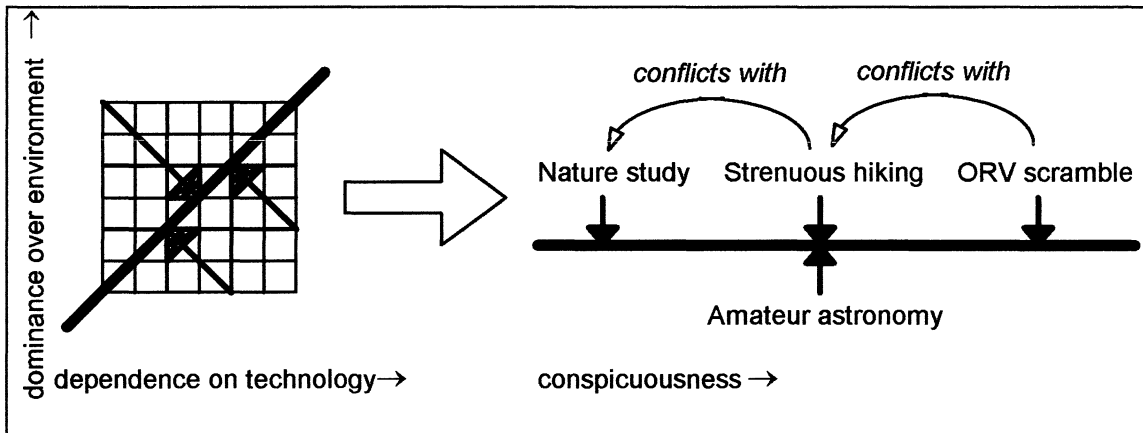 dominance over environment →
conflicts with conflicts with
Nature study Strenuous hiking ORV scramble
Amateur astronomy
dependence on technology→ conspicuousness →